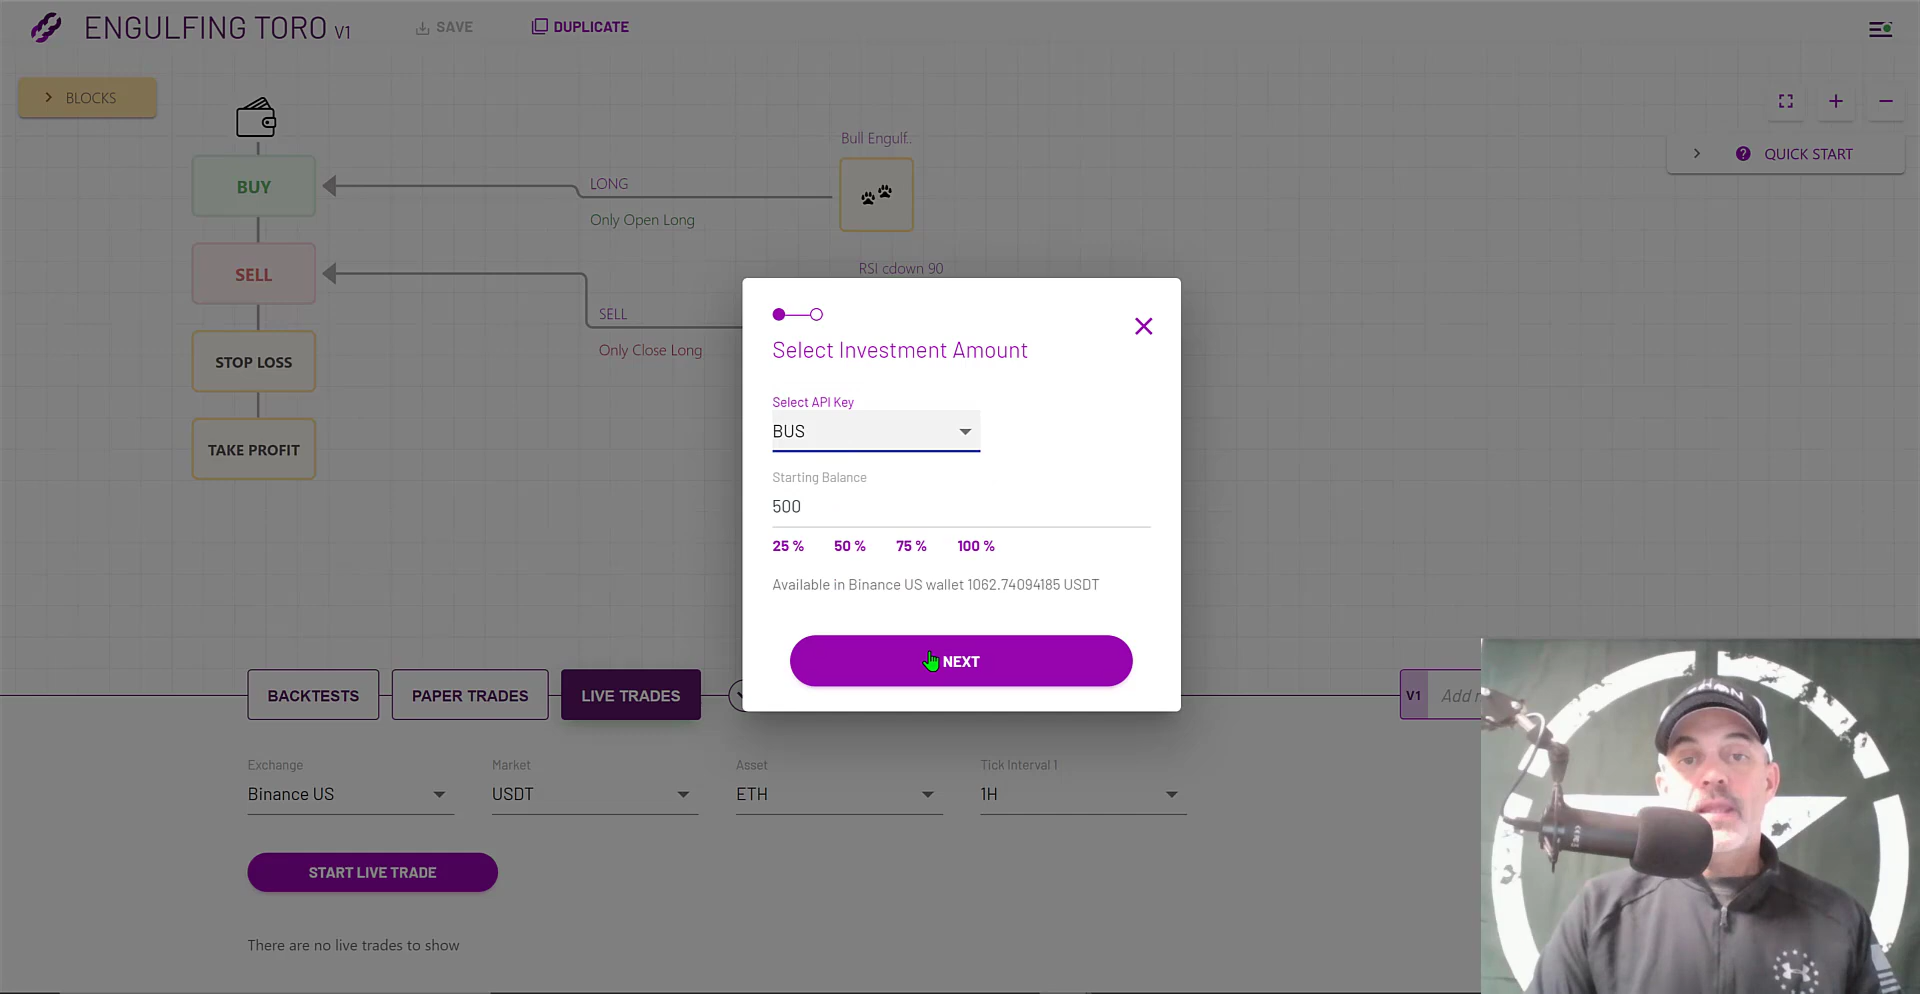 ENGULFING TORO V1
SAVE
DUPLICATE
BLOCKS
QUICK START
Bull Engulf..
BUY
LONG
Only Open Long
SELL
RSI cdown 90
SELL
Only Close Long
STOP LOSS
TAKE PROFIT
Select Investment Amount
Select API Key
BUS
Starting Balance
500
25 % 50 % 75 % 100 %
Available in Binance US wallet 1062.74094185 USDT
NEXT
BACKTESTS
PAPER TRADES
LIVE TRADES
V1
Add
Exchange
Binance US
Market
USDT
Asset
ETH
Tick Interval 1
1H
START LIVE TRADE
There are no live trades to show